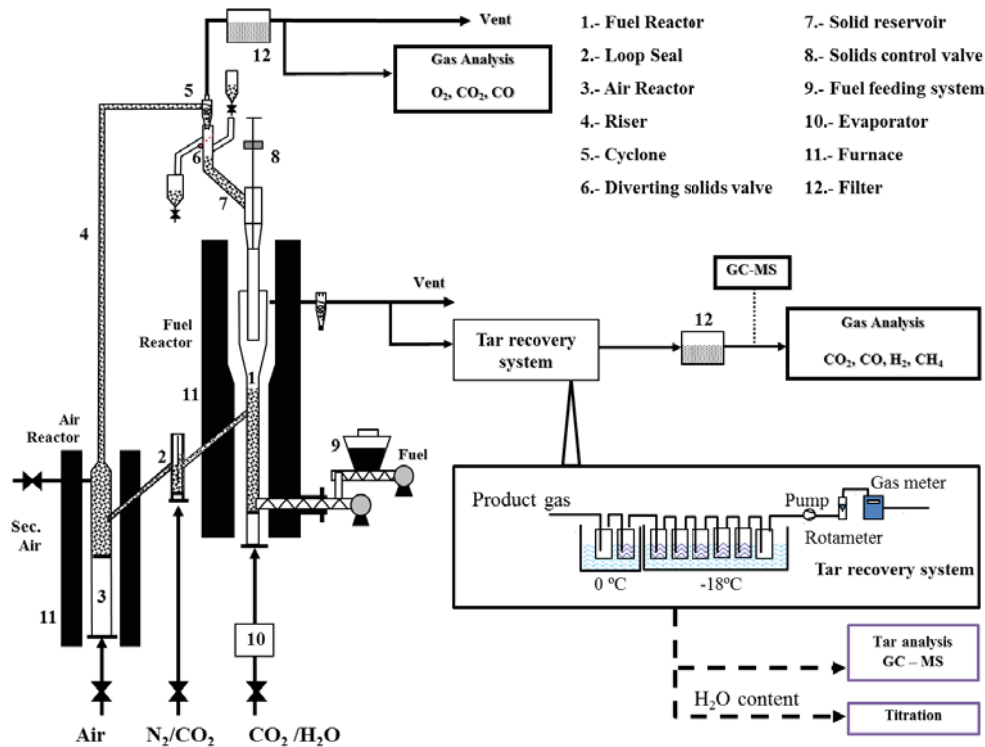 Vent
12
Gas Analysis
O₂, CO₂, CO
1.- Fuel Reactor
2.- Loop Seal
3.- Air Reactor
4.- Riser
5.- Cyclone
6.- Diverting solids valve
7.- Solid reservoir
8.- Solids control valve
9.- Fuel feeding system
10.- Evaporator
11.- Furnace
12.- Filter
5
6
8
7
4
Fuel
Reactor
11
1
Vent
Tar recovery
system
12
GC-MS
Gas Analysis
CO₂, CO, H₂, CH₄
Air
Reactor
2
9
Fuel
Sec.
Air
11
3
10
Air
N₂/CO₂
CO₂ /H₂O
Product gas
Pump
Gas meter
Rotameter
0 ºC
-18ºC
Tar recovery system
H₂O content
Tar analysis
GC – MS
Titration